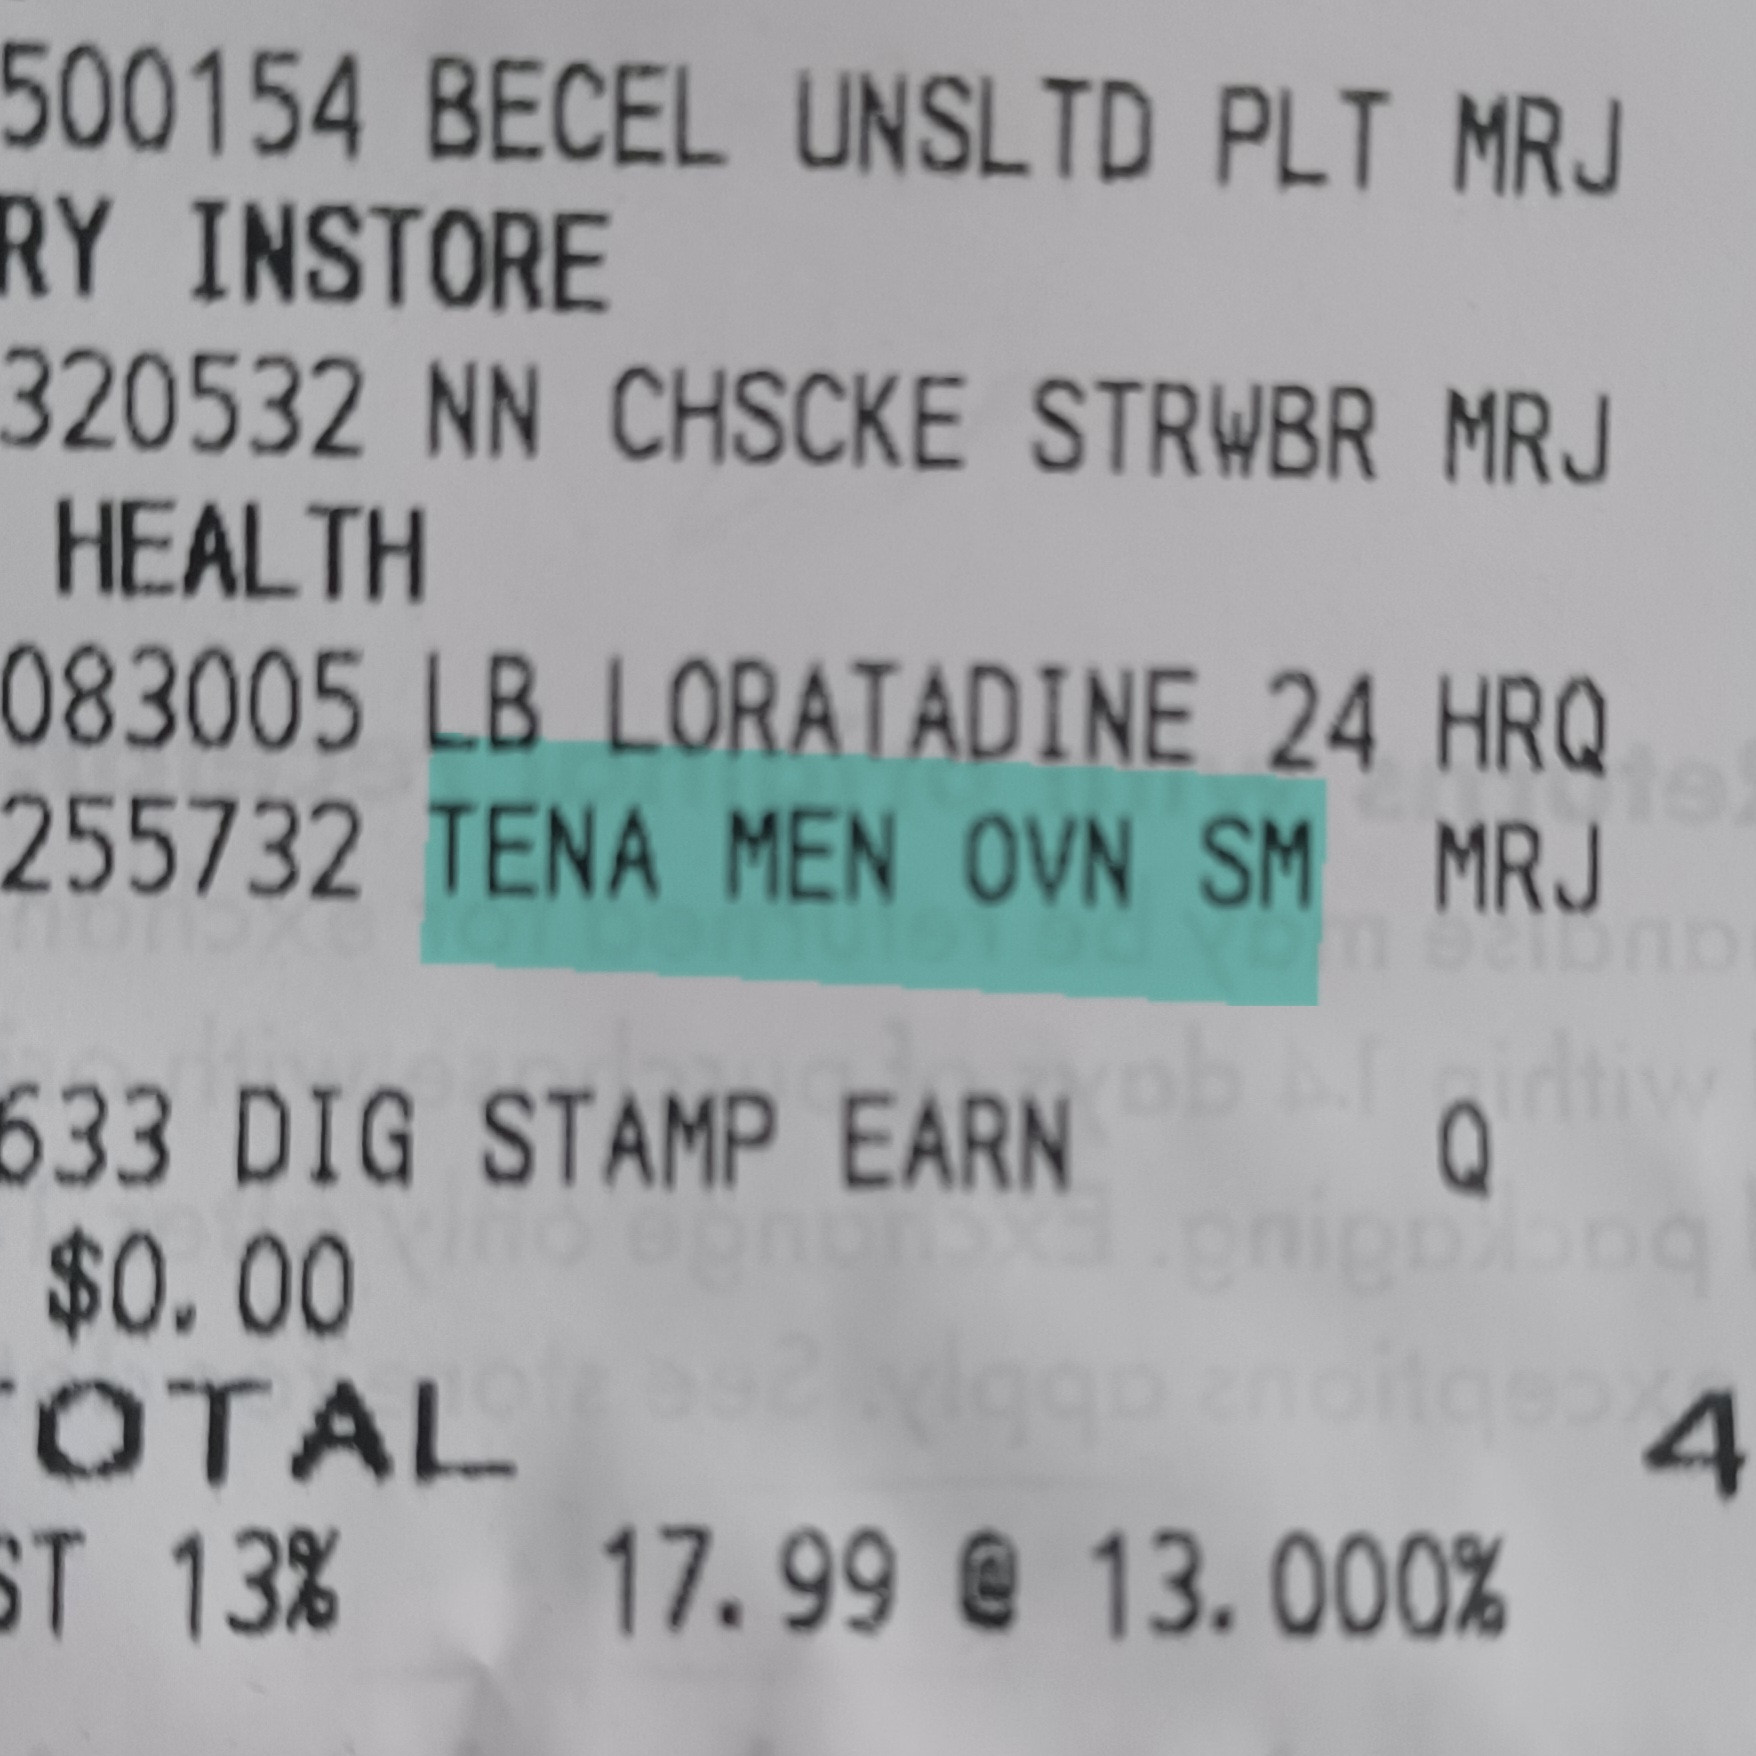 500154 BECEL UNSLTD PLT MRJ
RY INSTORE
320532 NN CHSCKE STRWBR MRJ
HEALTH
083005 LB LORATADINE 24 HRQ
255732 TENA MEN OVN SM MRJ
633 DIG STAMP EARN Q
$0.00
OTAL 4
ST 13% 17.99 @ 13.000%